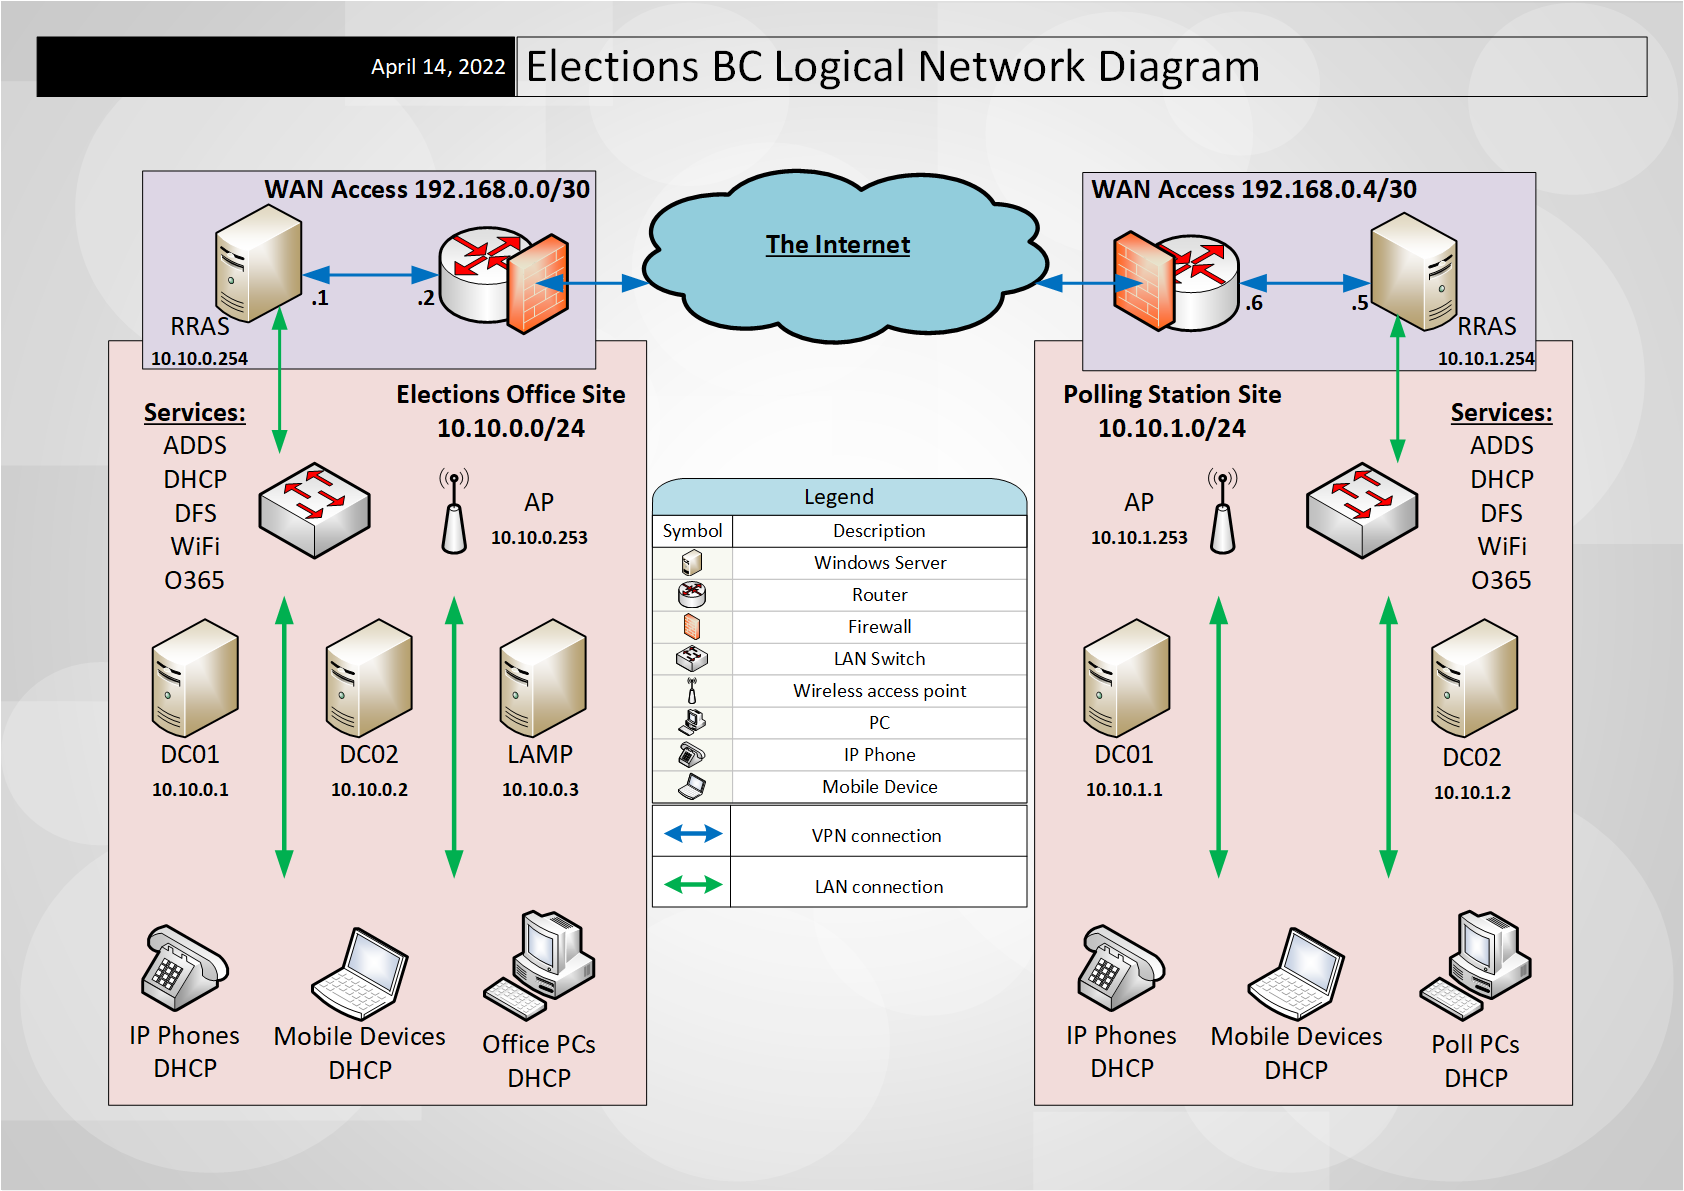 April 14, 2022
Elections BC Logical Network Diagram
WAN Access 192.168.0.0/30
.1
.2
RRAS
10.10.0.254
The Internet
WAN Access 192.168.0.4/30
.6
.5
RRAS
10.10.1.254
Elections Office Site
10.10.0.0/24
Services:
ADDS
DHCP
DFS
WiFi
O365
AP
10.10.0.253
DC01
10.10.0.1
DC02
10.10.0.2
LAMP
10.10.0.3
IP Phones
DHCP
Mobile Devices
DHCP
Office PCs
DHCP
Legend
Symbol Description
Windows Server
Router
Firewall
LAN Switch
Wireless access point
PC
IP Phone
Mobile Device
VPN connection
LAN connection
Polling Station Site
10.10.1.0/24
Services:
ADDS
DHCP
DFS
WiFi
O365
AP
10.10.1.253
DC01
10.10.1.1
DC02
10.10.1.2
IP Phones
DHCP
Mobile Devices
DHCP
Poll PCs
DHCP